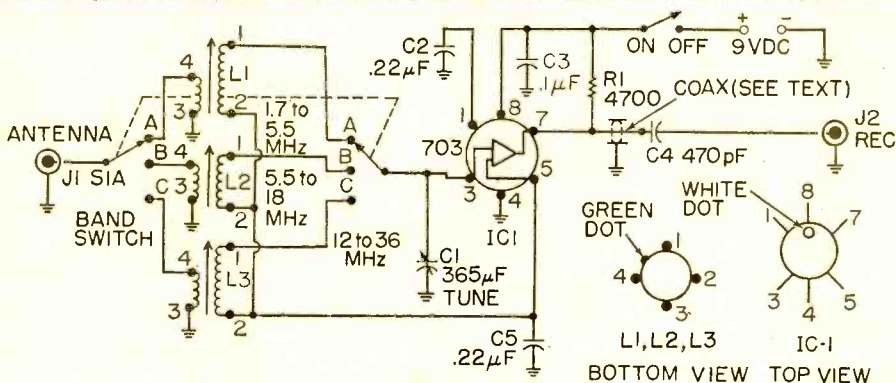 ANTENNA
J1
S1A
A
B
C
BAND
SWITCH
4
3
1
2
L1
1.7 to
5.5
MHz
4
3
1
2
L2
5.5 to
18
MHz
4
3
1
2
L3
12 to 36
MHz
A
B
C
C1
365µF
TUNE
C2
.22µF
C3
.1µF
1
8
7
703
3
5
4
IC1
R1
4700
ON OFF
+ -
9VDC
COAX(SEE TEXT)
C4 470pF
J2
REC
C5
.22µF
GREEN
DOT
1
4
2
3
L1,L2,L3
BOTTOM VIEW
WHITE
DOT
8
1
7
3
5
4
IC-1
TOP VIEW